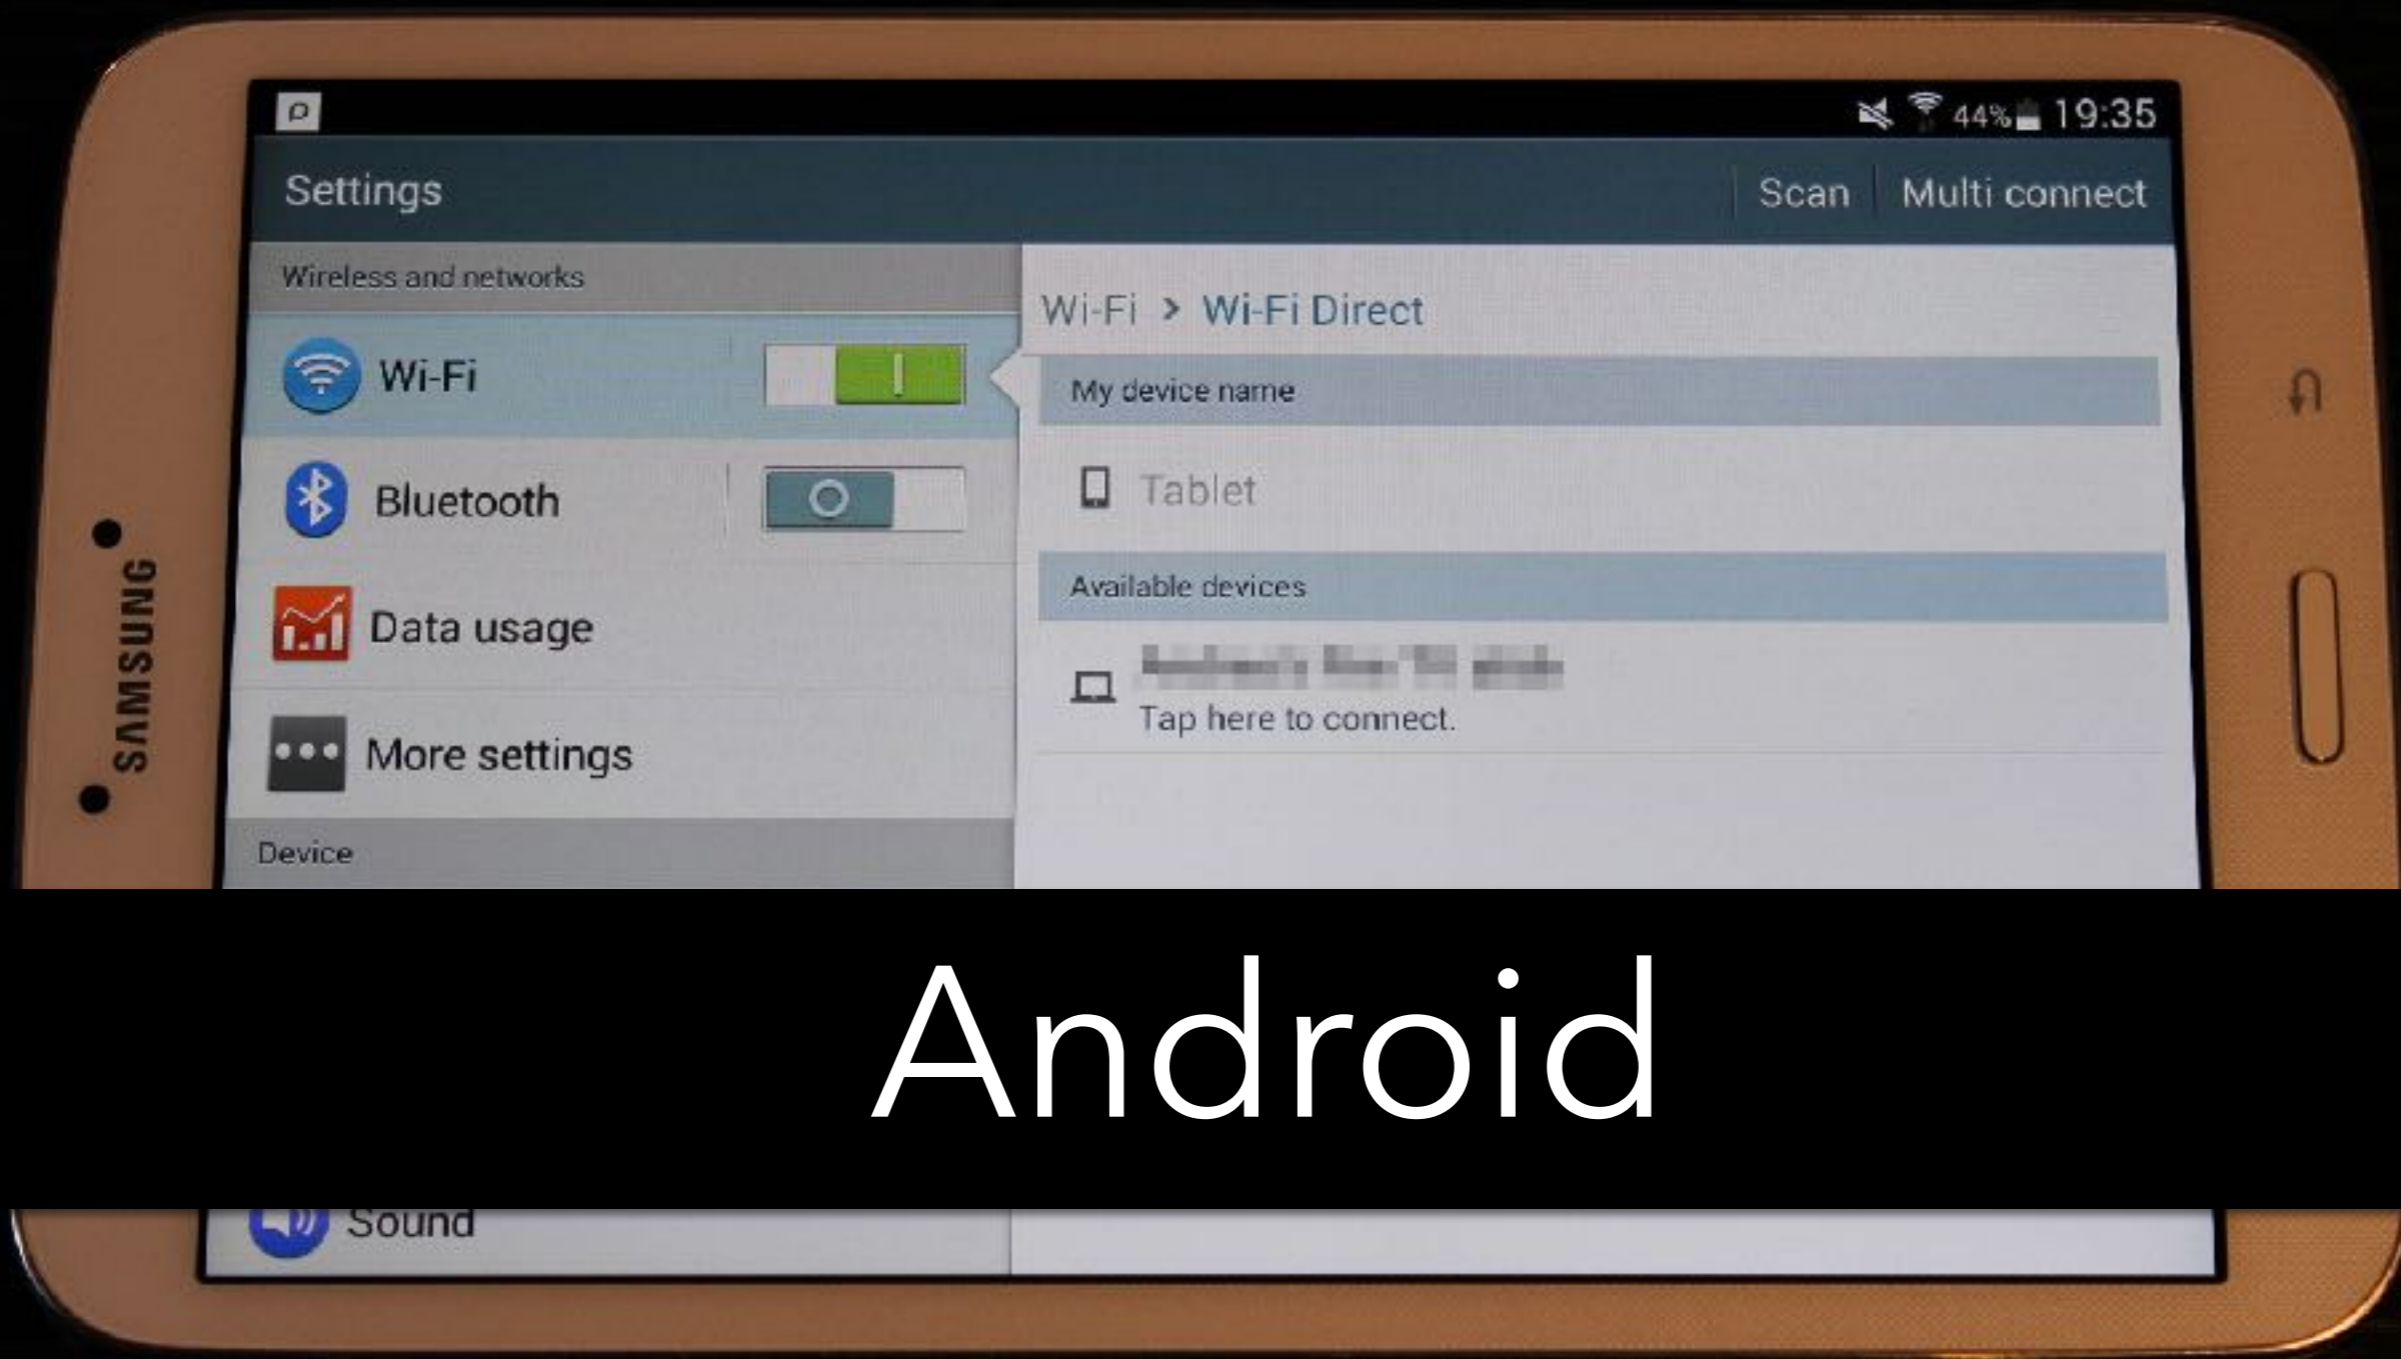 44% 19:35
Settings Scan Multi connect
Wireless and networks
Wi-Fi
Bluetooth
Data usage
More settings
Device
Wi-Fi > Wi-Fi Direct
My device name
Tablet
Available devices
Tap here to connect.
SAMSUNG
Android
Sound